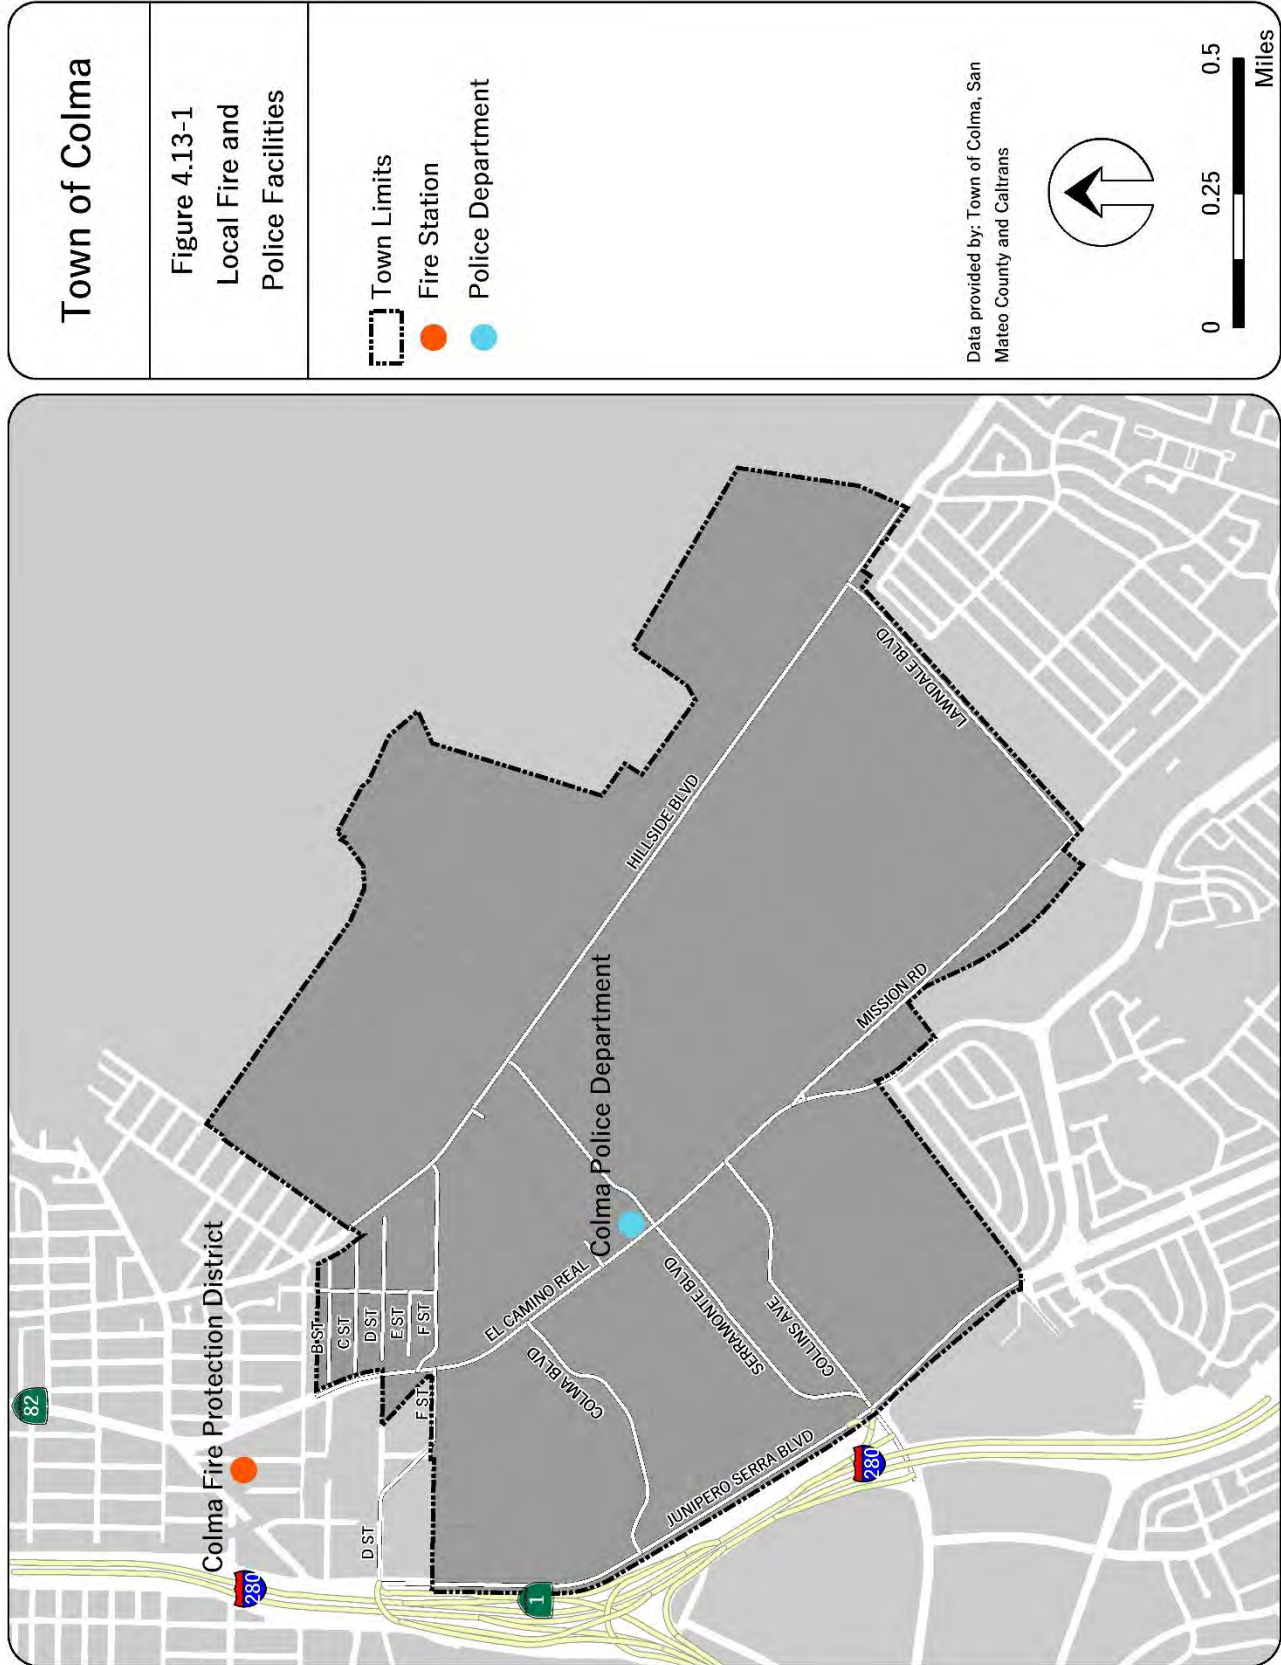 Town of Colma
Figure 4.13-1
Local Fire and
Police Facilities
Town Limits
Fire Station
Police Department
Data provided by: Town of Colma, San
Mateo County and Caltrans
0
0.25
0.5
Miles
82
Colma Fire Protection District
280
B ST
C ST
D ST
E ST
F ST
F ST
D ST
EL CAMINO REAL
COLMA BLVD
1
JUNIPERO SERRA BLVD
280
SERRAMONTE BLVD
COLLINS AVE
Colma Police Department
HILLSIDE BLVD
MISSION RD
LAWNDALE BLVD